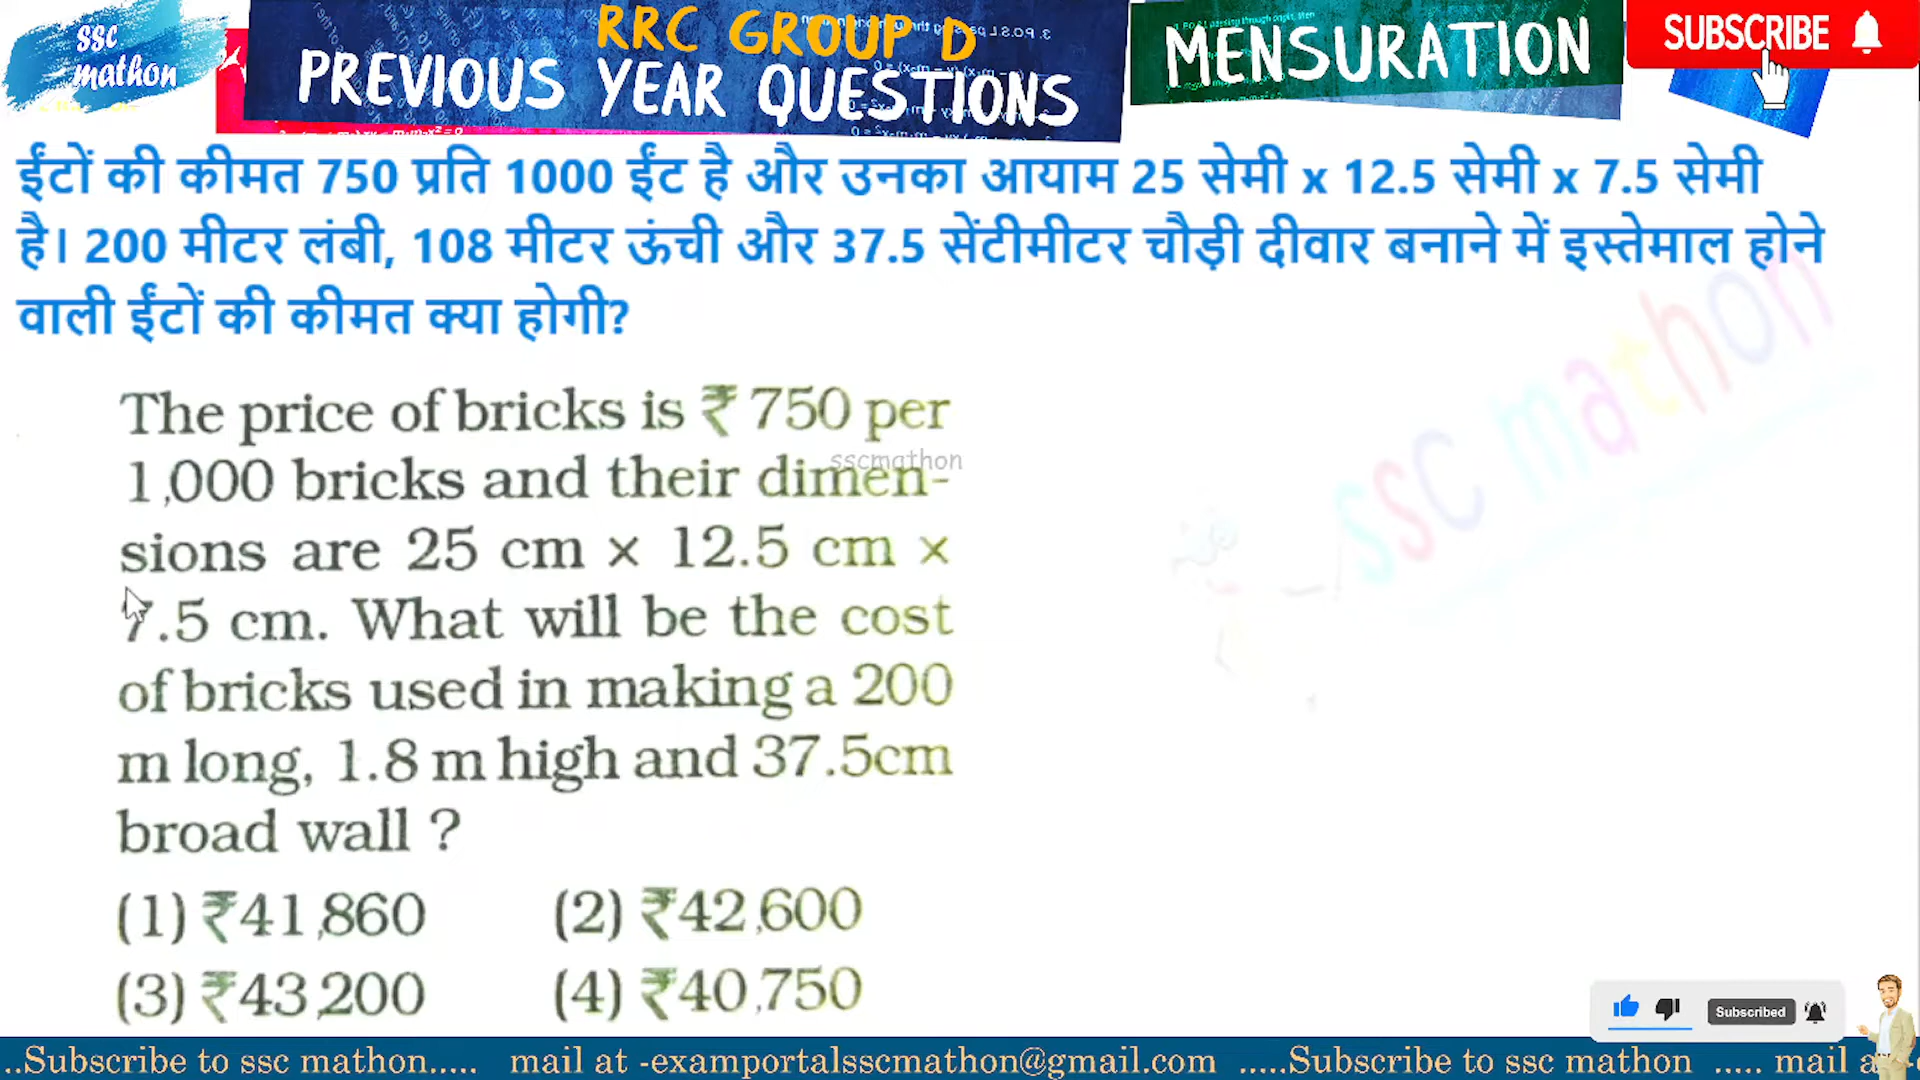 ssc
mathon
RRC GROUP D
PREVIOUS YEAR QUESTIONS
MENSURATION
SUBSCRIBE
ईंटों की कीमत 750 प्रति 1000 ईंट है और उनका आयाम 25 सेमी x 12.5 सेमी x 7.5 सेमी
है। 200 मीटर लंबी, 108 मीटर ऊंची और 37.5 सेंटीमीटर चौड़ी दीवार बनाने में इस्तेमाल होने
वाली ईंटों की कीमत क्या होगी?
ssc mathon
The price of bricks is ₹ 750 per
sscmathon
1,000 bricks and their dimen-
sions are 25 cm × 12.5 cm ×
7.5 cm. What will be the cost
of bricks used in making a 200
m long, 1.8 m high and 37.5cm
broad wall ?
(1) ₹41,860 (2) ₹42,600
(3) ₹43,200 (4) ₹40,750
Subscribed
..Subscribe to ssc mathon..... mail at -examportalsscmathon@gmail.com .....Subscribe to ssc mathon ..... mail a